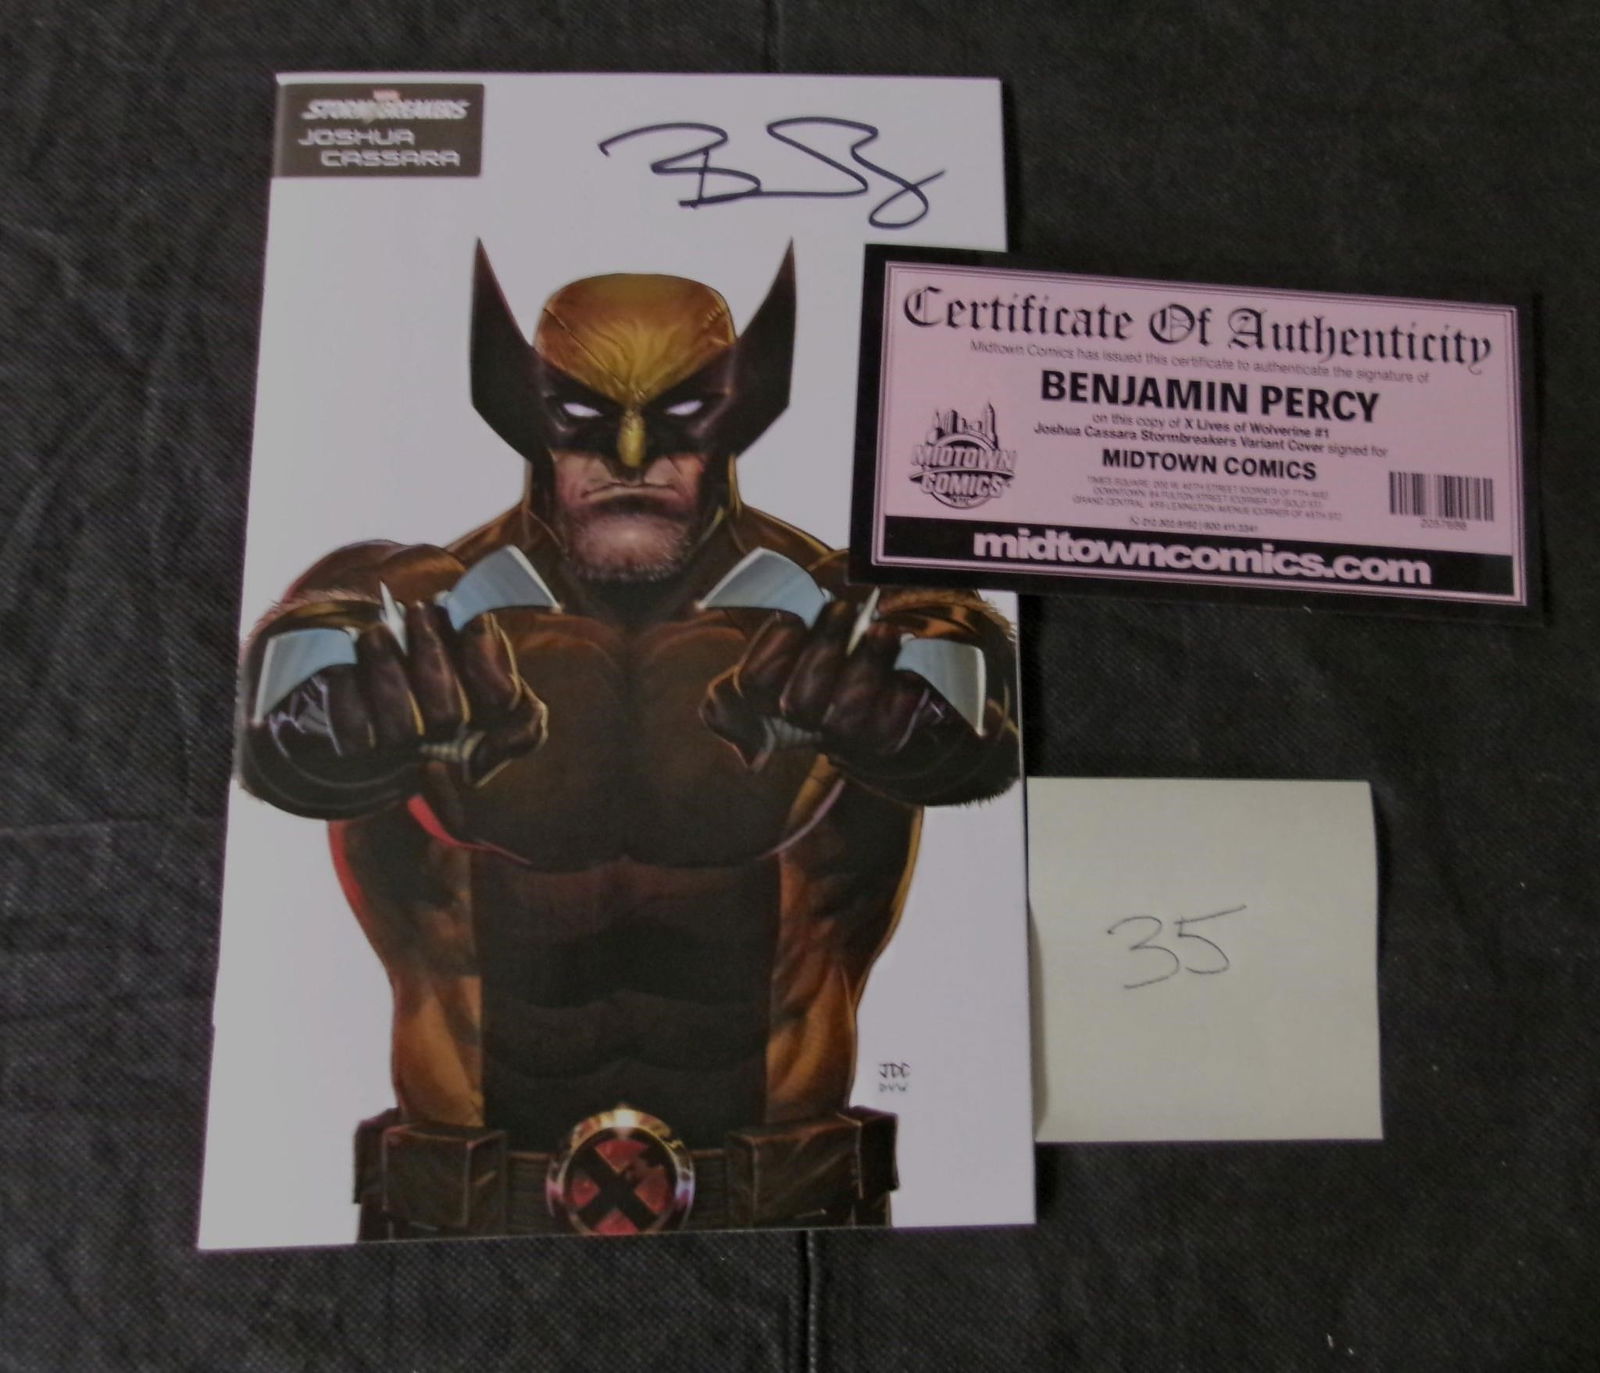 STORMBREAKERS
JOSHUA
CASSARA
Certificate Of Authenticity
Midtown Comics has issued this certificate to authenticate the signature of
BENJAMIN PERCY
on this copy of X Lives of Wolverine #1
Joshua Cassara Stormbreakers Variant Cover signed for
MIDTOWN COMICS
MIDTOWN
COMICS
midtowncomics.com
35
JDC
DVW